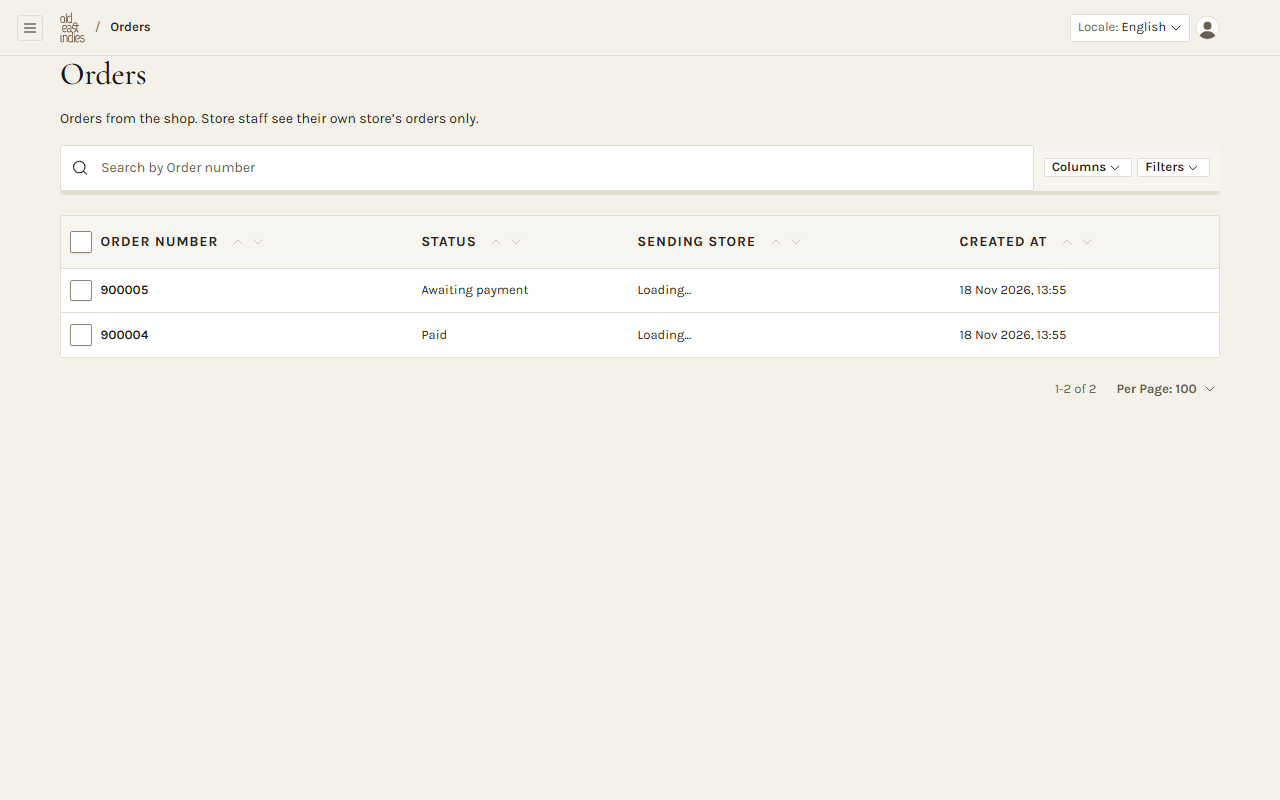 old
east
indies
/ Orders
Locale: English
Orders
Orders from the shop. Store staff see their own store's orders only.
Search by Order number
Columns
Filters
ORDER NUMBER STATUS SENDING STORE CREATED AT
900005 Awaiting payment Loading... 18 Nov 2026, 13:55
900004 Paid Loading... 18 Nov 2026, 13:55
1-2 of 2 Per Page: 100